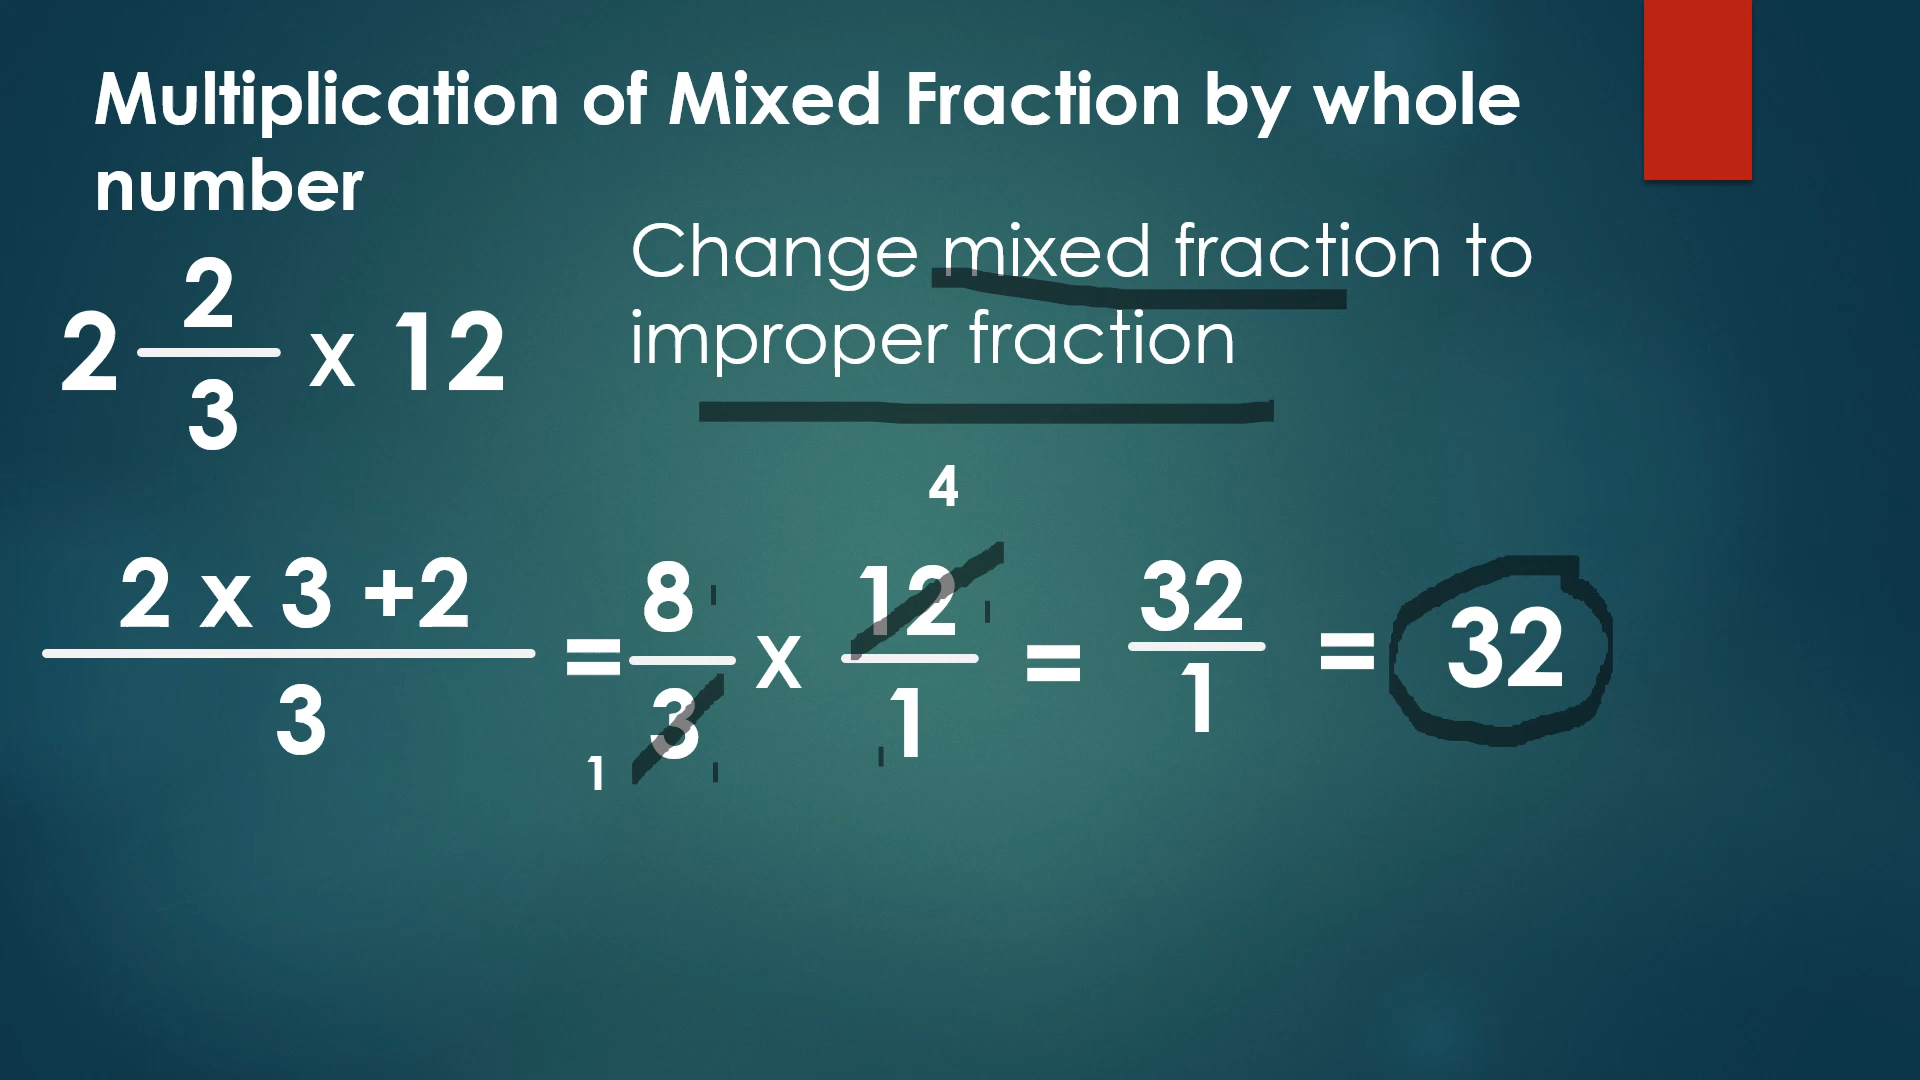 Multiplication of Mixed Fraction by whole
number
Change mixed fraction to
improper fraction
2 2/3 x 12
4
2 x 3 +2 / 3 = 8/3 x 12/1 = 32/1 = 32
1